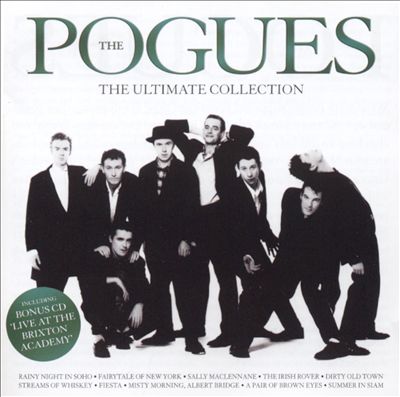 THE
POGUES
THE ULTIMATE COLLECTION
INCLUDING
BONUS CD
'LIVE AT THE
BRIXTON
ACADEMY'
RAINY NIGHT IN SOHO • FAIRYTALE OF NEW YORK • SALLY MACLENNANE • THE IRISH ROVER • DIRTY OLD TOWN
STREAMS OF WHISKEY • FIESTA • MISTY MORNING, ALBERT BRIDGE • A PAIR OF BROWN EYES • SUMMER IN SIAM